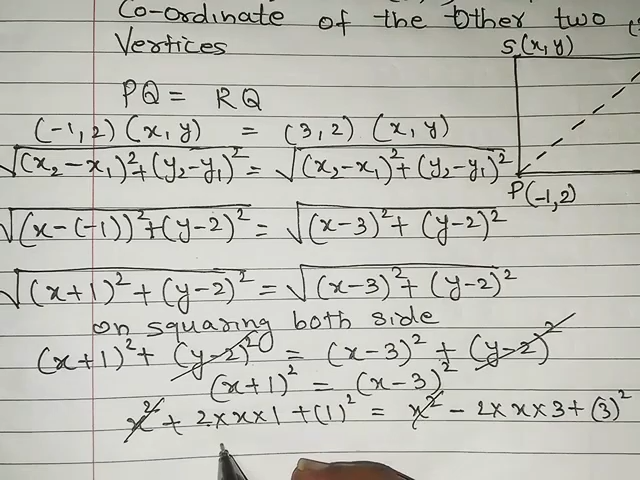 Co-ordinate of the Other two
Vertices
S(x,y)
PQ = RQ
(-1,2) (x,y) = (3,2) (x,y)
√(x₂-x₁)²+(y₂-y₁)² = √(x₂-x₁)²+(y₂-y₁)²
P(-1,2)
√(x-(-1))²+(y-2)² = √(x-3)²+(y-2)²
√(x+1)²+(y-2)² = √(x-3)²+(y-2)²
on squaring both side
(x+1)²+(y-2)² = (x-3)²+(y-2)²
(x+1)² = (x-3)²
x²+2×x×1+(1)² = x²-2×x×3+(3)²